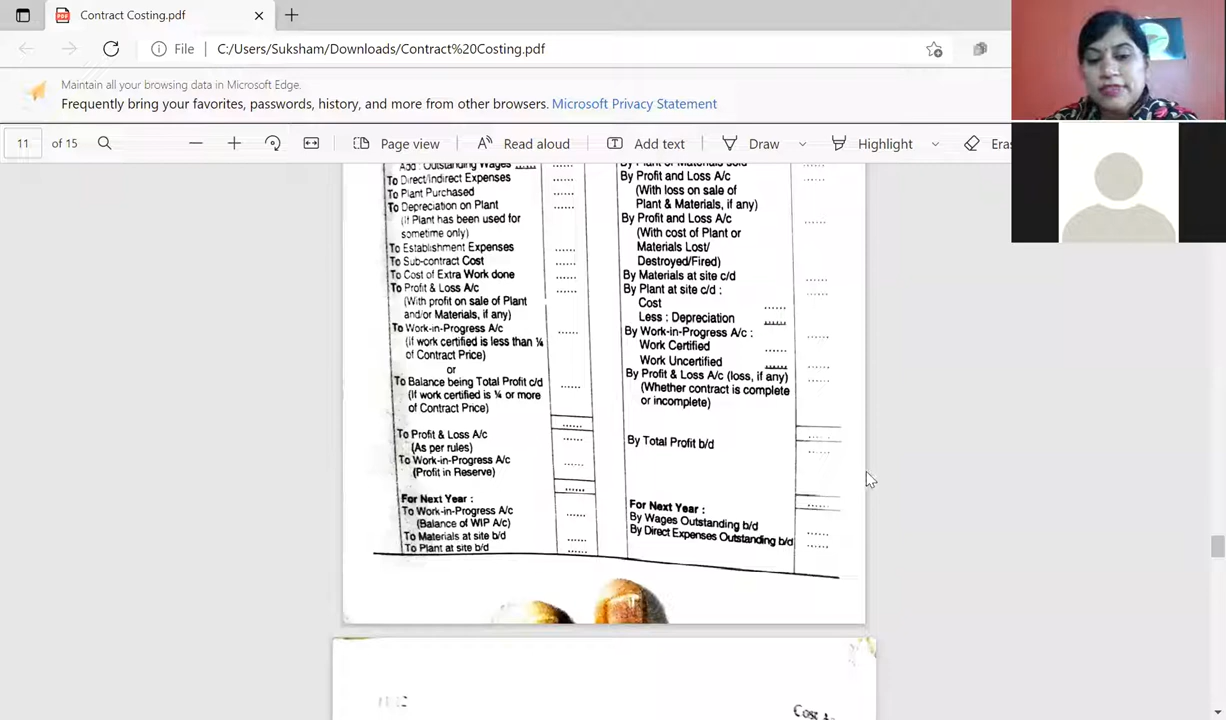 Contract Costing.pdf
File
C:/Users/Suksham/Downloads/Contract%20Costing.pdf
Maintain all your browsing data in Microsoft Edge.
Frequently bring your favorites, passwords, history, and more from other browsers. Microsoft Privacy Statement
11 of 15
Page view
Read aloud
Add text
Draw
Highlight
Eras
Add Outstanding Wages ......
To Direct/Indirect Expenses ......
To Plant Purchased ......
To Depreciation on Plant ......
(if Plant has been used for
sometime only)
To Establishment Expenses ......
To Sub-contract Cost ......
To Cost of Extra Work done ......
To Profit & Loss A/c ......
(With profit on sale of Plant
and/or Materials, if any)
To Work-in-Progress A/c ......
(If work certified is less than ¼
of Contract Price)
or
To Balance being Total Profit c/d ......
(If work certified is ¼ or more
of Contract Price)
......
To Profit & Loss A/c ......
(As per rules)
To Work-in-Progress A/c ......
(Profit in Reserve)
......
For Next Year :
To Work-in-Progress A/c ......
(Balance of WIP A/c)
To Materials at site b/d ......
To Plant at site b/d ......
By Plant or Materials sold ......
By Profit and Loss A/c ......
(With loss on sale of
Plant & Materials, if any)
By Profit and Loss A/c ......
(With cost of Plant or
Materials Lost/
Destroyed/Fired)
By Materials at site c/d ......
By Plant at site c/d : ......
Cost ......
Less : Depreciation ......
By Work-in-Progress A/c : ......
Work Certified ......
Work Uncertified ......
By Profit & Loss A/c (loss, if any) ......
(Whether contract is complete
or incomplete)
......
By Total Profit b/d ......
......
For Next Year :
By Wages Outstanding b/d ......
By Direct Expenses Outstanding b/d ......